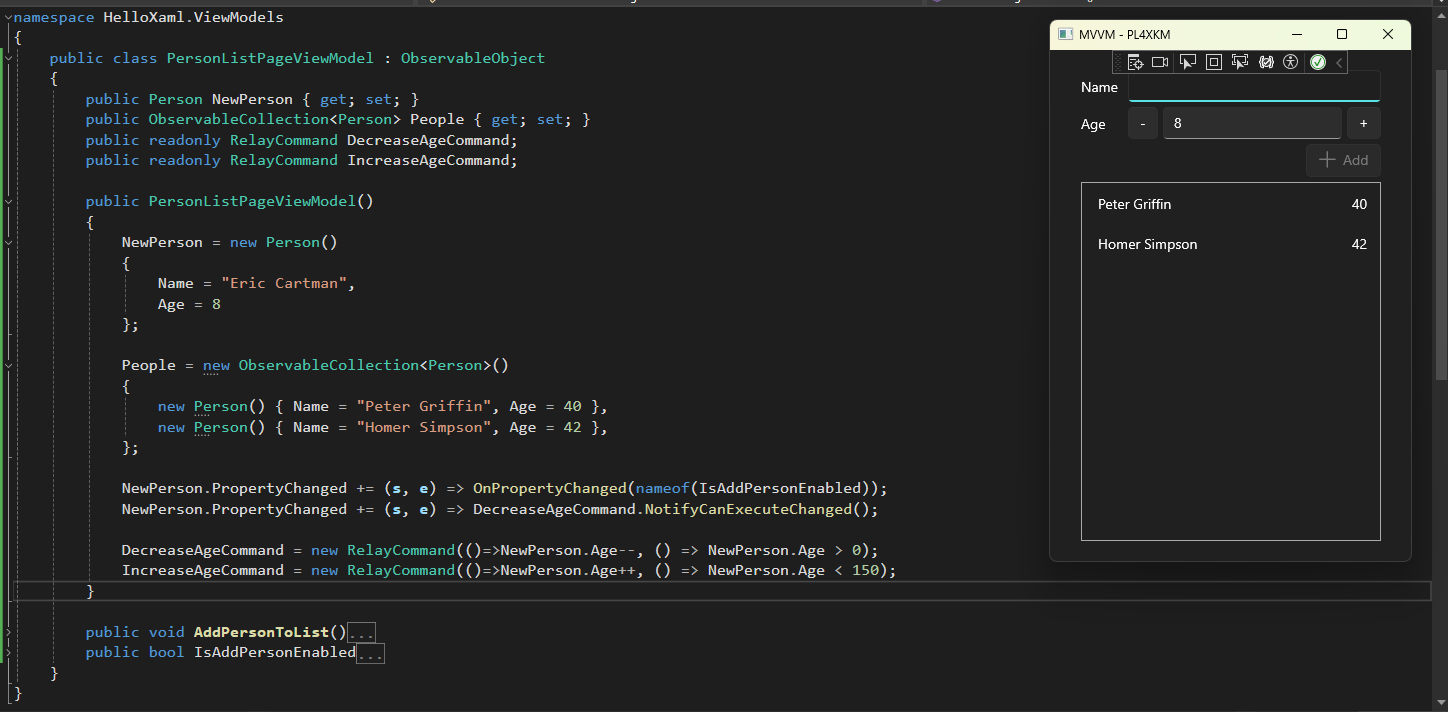 namespace HelloXaml.ViewModels
{
public class PersonListPageViewModel : ObservableObject
{
public Person NewPerson { get; set; }
public ObservableCollection<Person> People { get; set; }
public readonly RelayCommand DecreaseAgeCommand;
public readonly RelayCommand IncreaseAgeCommand;
public PersonListPageViewModel()
{
NewPerson = new Person()
{
Name = "Eric Cartman",
Age = 8
};
People = new ObservableCollection<Person>()
{
new Person() { Name = "Peter Griffin", Age = 40 },
new Person() { Name = "Homer Simpson", Age = 42 },
};
NewPerson.PropertyChanged += (s, e) => OnPropertyChanged(nameof(IsAddPersonEnabled));
NewPerson.PropertyChanged += (s, e) => DecreaseAgeCommand.NotifyCanExecuteChanged();
DecreaseAgeCommand = new RelayCommand(()=>NewPerson.Age--, () => NewPerson.Age > 0);
IncreaseAgeCommand = new RelayCommand(()=>NewPerson.Age++, () => NewPerson.Age < 150);
}
public void AddPersonToList()...
public bool IsAddPersonEnabled...
}
}
MVVM - PL4XKM
Name
Age - 8 +
+ Add
Peter Griffin 40
Homer Simpson 42